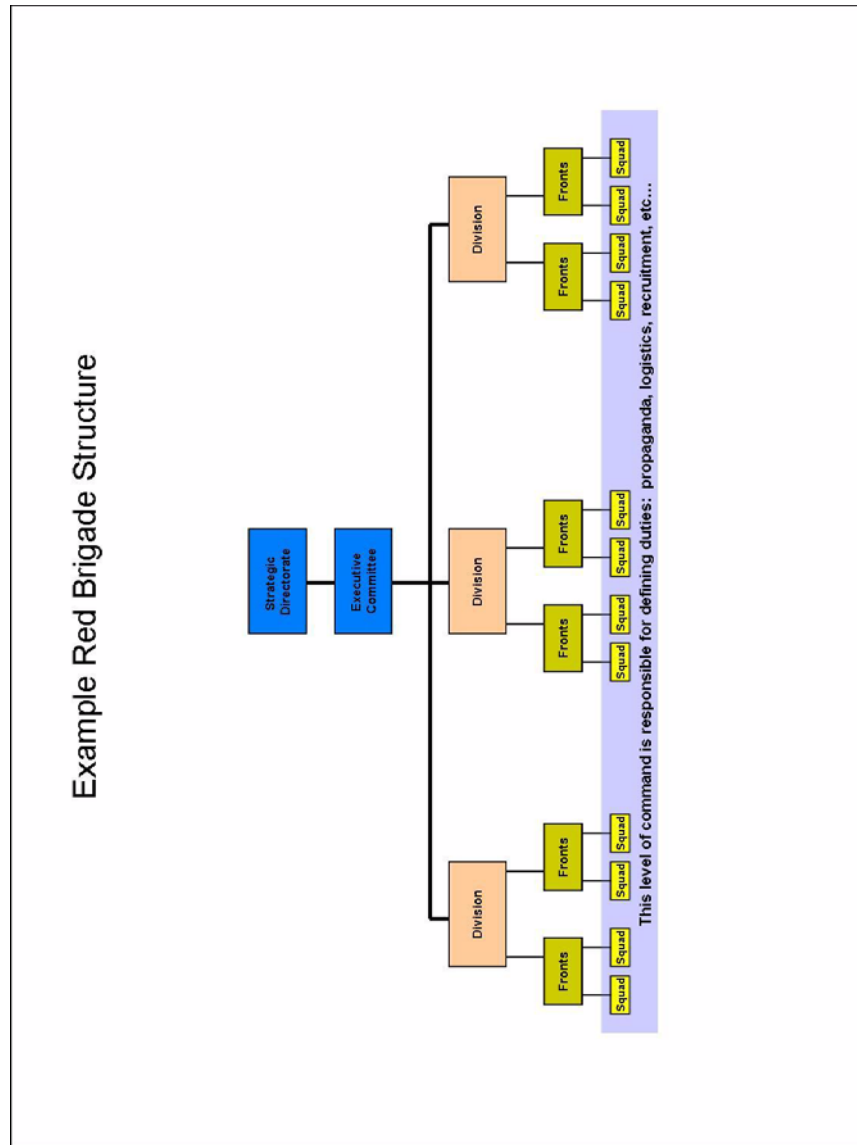 Example Red Brigade Structure
Strategic
Directorate
Executive
Committee
Division
Division
Division
Fronts
Fronts
Fronts
Fronts
Fronts
Fronts
Squad
Squad
Squad
Squad
Squad
Squad
Squad
Squad
Squad
Squad
Squad
Squad
This level of command is responsible for defining duties: propaganda, logistics, recruitment, etc...